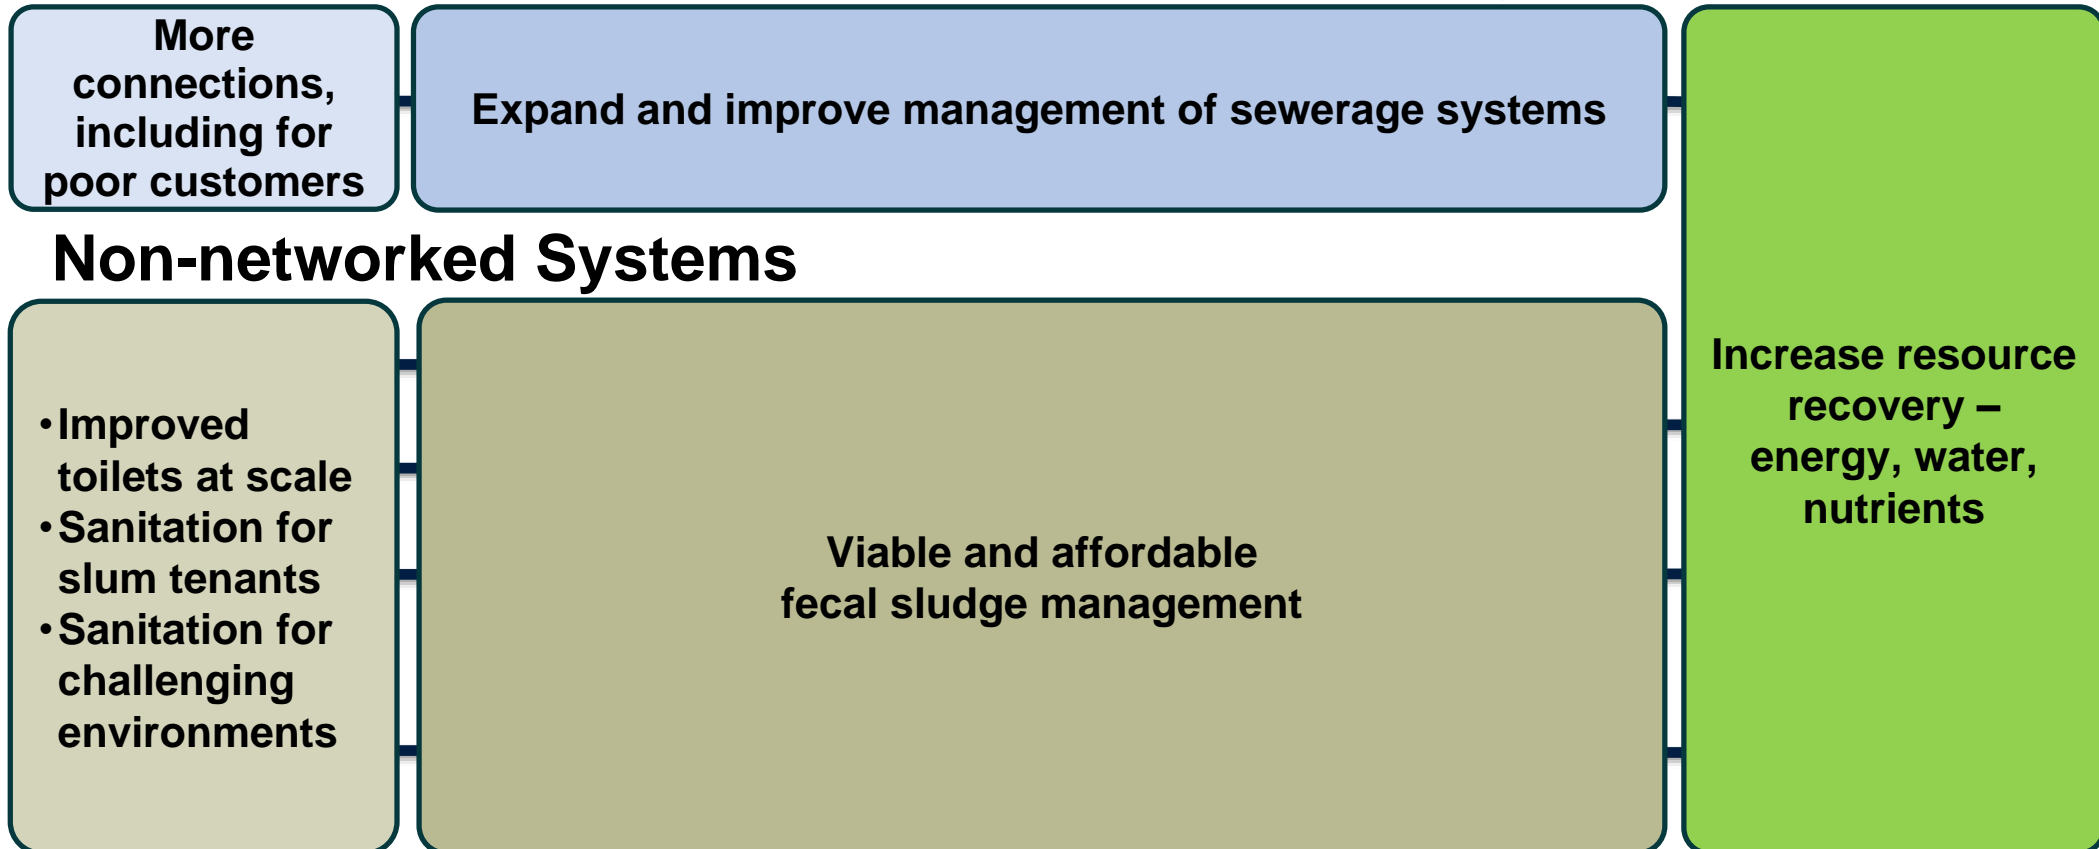 More
connections,
including for
poor customers
Expand and improve management of sewerage systems
Non-networked Systems
•Improved
toilets at scale
•Sanitation for
slum tenants
•Sanitation for
challenging
environments
Viable and affordable
fecal sludge management
Increase resource
recovery –
energy, water,
nutrients